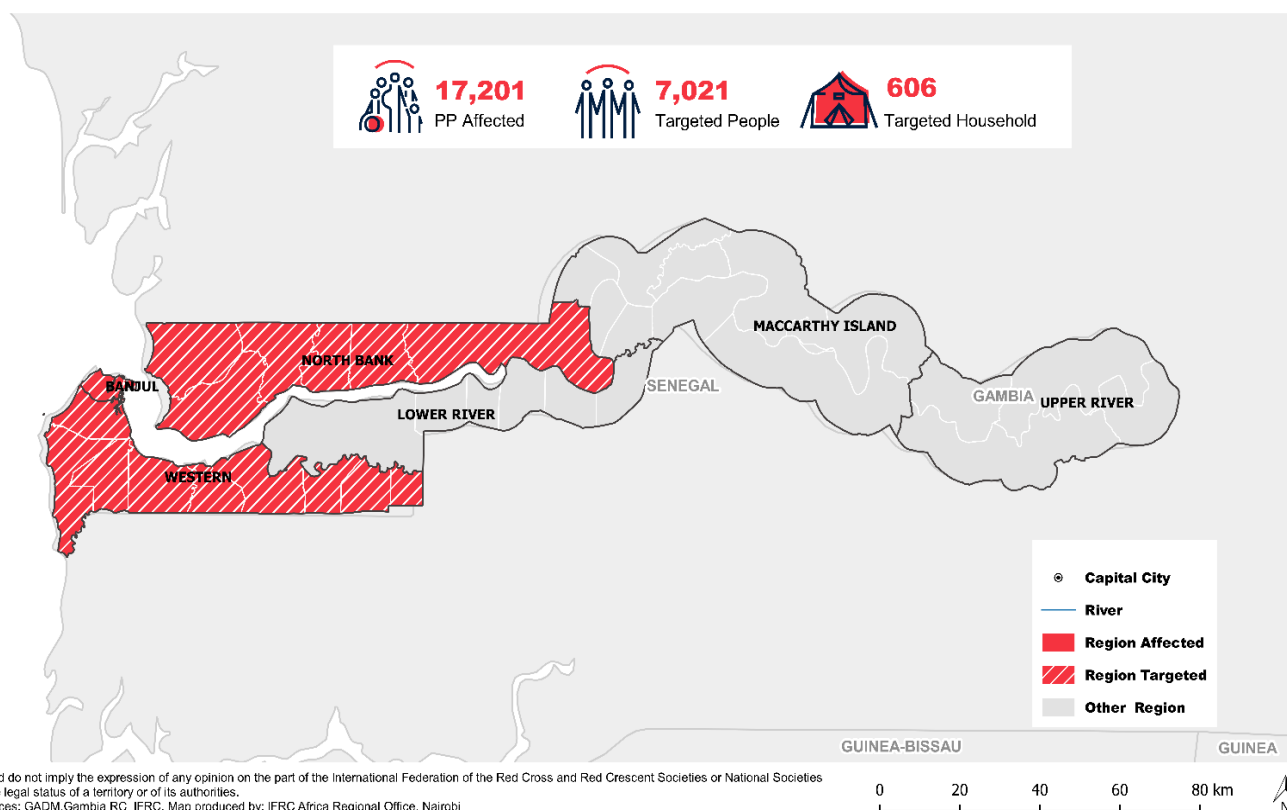 17,201
PP Affected
7,021
Targeted People
606
Targeted Household
MACCARTHY ISLAND
NORTH BANK
BANJUL
SENEGAL
GAMBIA
UPPER RIVER
LOWER RIVER
WESTERN
Capital City
River
Region Affected
Region Targeted
Other Region
GUINEA-BISSAU
GUINEA
d do not imply the expression of any opinion on the part of the International Federation of the Red Cross and Red Crescent Societies or National Societies
e legal status of a territory or of its authorities.
ces: GADM,Gambia RC IFRC, Map produced by: IFRC Africa Regional Office, Nairobi
0 20 40 60 80 km